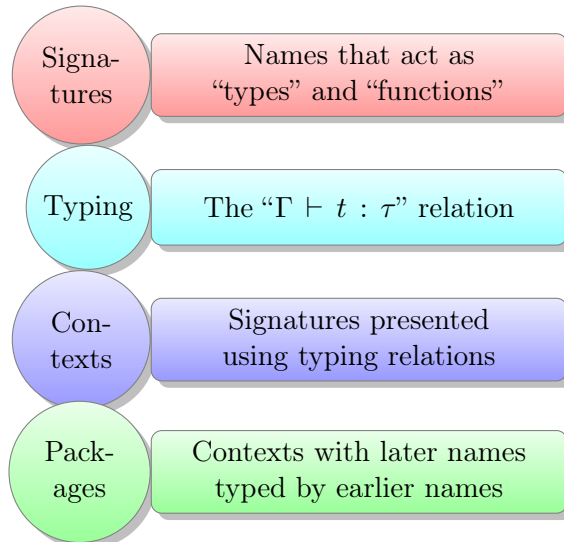 Signa-
tures
Names that act as
“types” and “functions”
Typing
The “Γ ⊢ t : τ” relation
Con-
texts
Signatures presented
using typing relations
Pack-
ages
Contexts with later names
typed by earlier names